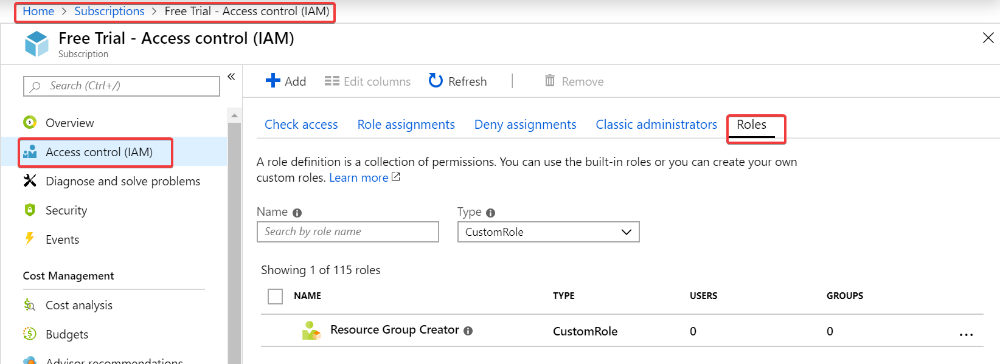 Home > Subscriptions > Free Trial - Access control (IAM)
Free Trial - Access control (IAM)
Subscription
Search (Ctrl+/)
«
Add
Edit columns
Refresh
Remove
Overview
Access control (IAM)
Diagnose and solve problems
Security
Events
Cost Management
Cost analysis
Budgets
Advisor recommendations
Check access
Role assignments
Deny assignments
Classic administrators
Roles
A role definition is a collection of permissions. You can use the built-in roles or you can create your own
custom roles. Learn more
Name
Type
Search by role name
CustomRole
Showing 1 of 115 roles
NAME TYPE USERS GROUPS
Resource Group Creator CustomRole 0 0 ...